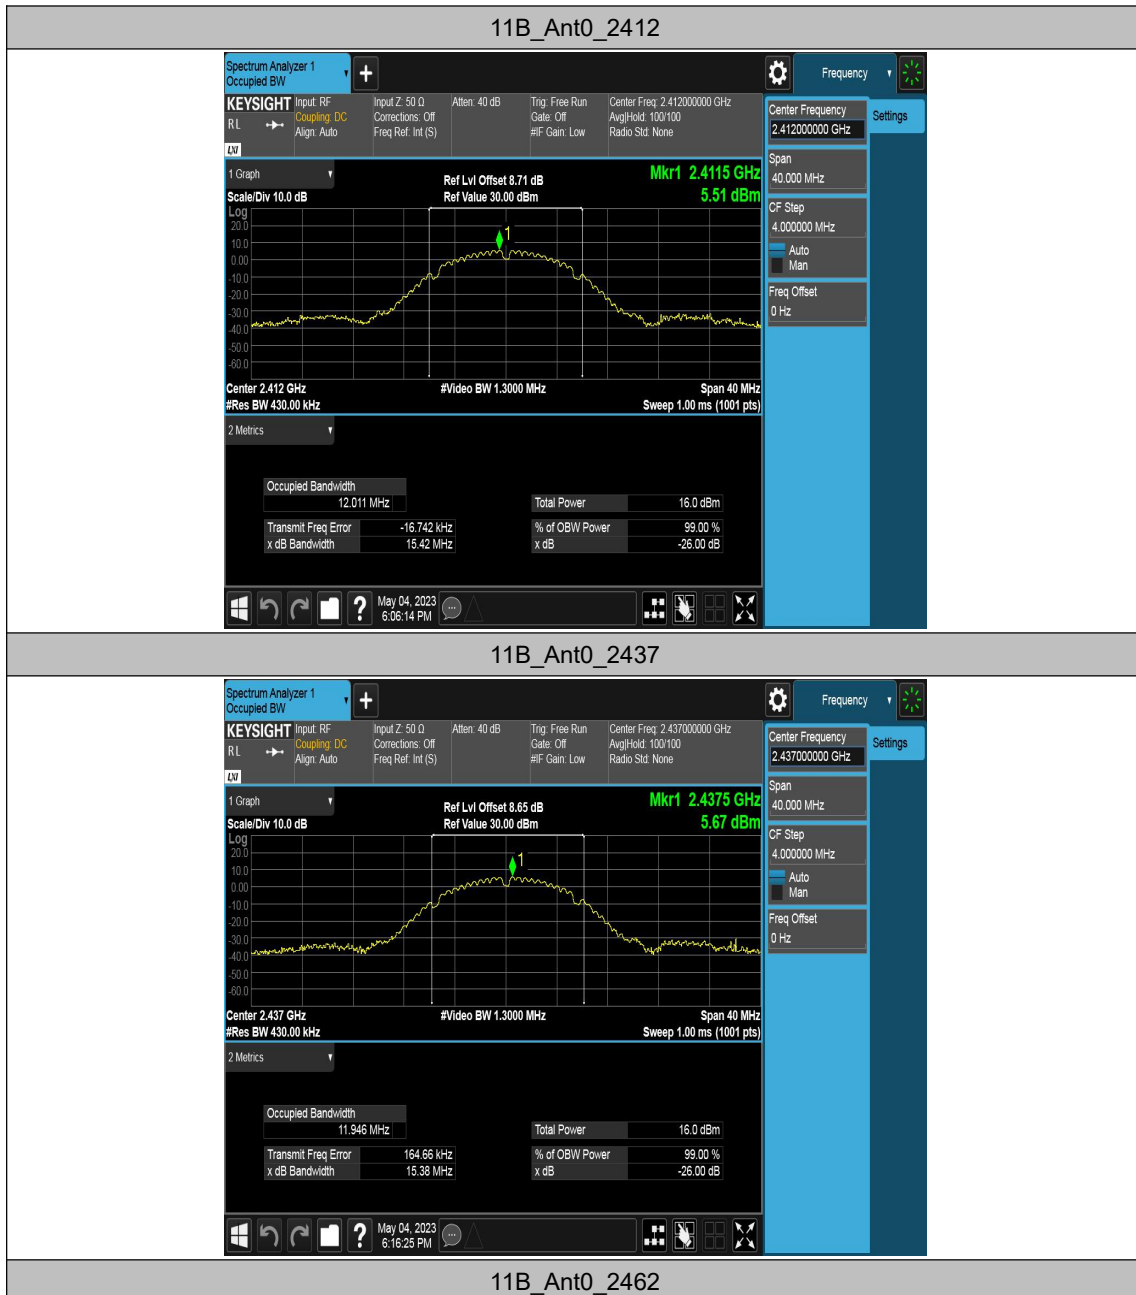 11B_Ant0_2412
Spectrum Analyzer 1
Occupied BW
Frequency
KEYSIGHT
RL
LXI
Input: RF
Coupling: DC
Align: Auto
Input Z: 50 Ω
Corrections: Off
Freq Ref: Int (S)
Atten: 40 dB
Trig: Free Run
Gate: Off
#IF Gain: Low
Center Freq: 2.412000000 GHz
Avg|Hold: 100/100
Radio Std: None
Center Frequency
2.412000000 GHz
Settings
Span
40.000 MHz
CF Step
4.000000 MHz
Auto
Man
Freq Offset
0 Hz
1 Graph
Ref Lvl Offset 8.71 dB
Mkr1 2.4115 GHz
Scale/Div 10.0 dB
Ref Value 30.00 dBm
5.51 dBm
Log
20.0
10.0
0.00
-10.0
-20.0
-30.0
-40.0
-50.0
-60.0
1
Center 2.412 GHz
#Video BW 1.3000 MHz
Span 40 MHz
#Res BW 430.00 kHz
Sweep 1.00 ms (1001 pts)
2 Metrics
Occupied Bandwidth
12.011 MHz
Total Power 16.0 dBm
Transmit Freq Error -16.742 kHz
% of OBW Power 99.00 %
x dB Bandwidth 15.42 MHz
x dB -26.00 dB
?
May 04, 2023
6:06:14 PM
11B_Ant0_2437
Spectrum Analyzer 1
Occupied BW
Frequency
KEYSIGHT
RL
LXI
Input: RF
Coupling: DC
Align: Auto
Input Z: 50 Ω
Corrections: Off
Freq Ref: Int (S)
Atten: 40 dB
Trig: Free Run
Gate: Off
#IF Gain: Low
Center Freq: 2.437000000 GHz
Avg|Hold: 100/100
Radio Std: None
Center Frequency
2.437000000 GHz
Settings
Span
40.000 MHz
CF Step
4.000000 MHz
Auto
Man
Freq Offset
0 Hz
1 Graph
Ref Lvl Offset 8.65 dB
Mkr1 2.4375 GHz
Scale/Div 10.0 dB
Ref Value 30.00 dBm
5.67 dBm
Log
20.0
10.0
0.00
-10.0
-20.0
-30.0
-40.0
-50.0
-60.0
1
Center 2.437 GHz
#Video BW 1.3000 MHz
Span 40 MHz
#Res BW 430.00 kHz
Sweep 1.00 ms (1001 pts)
2 Metrics
Occupied Bandwidth
11.946 MHz
Total Power 16.0 dBm
Transmit Freq Error 164.66 kHz
% of OBW Power 99.00 %
x dB Bandwidth 15.38 MHz
x dB -26.00 dB
?
May 04, 2023
6:16:25 PM
11B_Ant0_2462